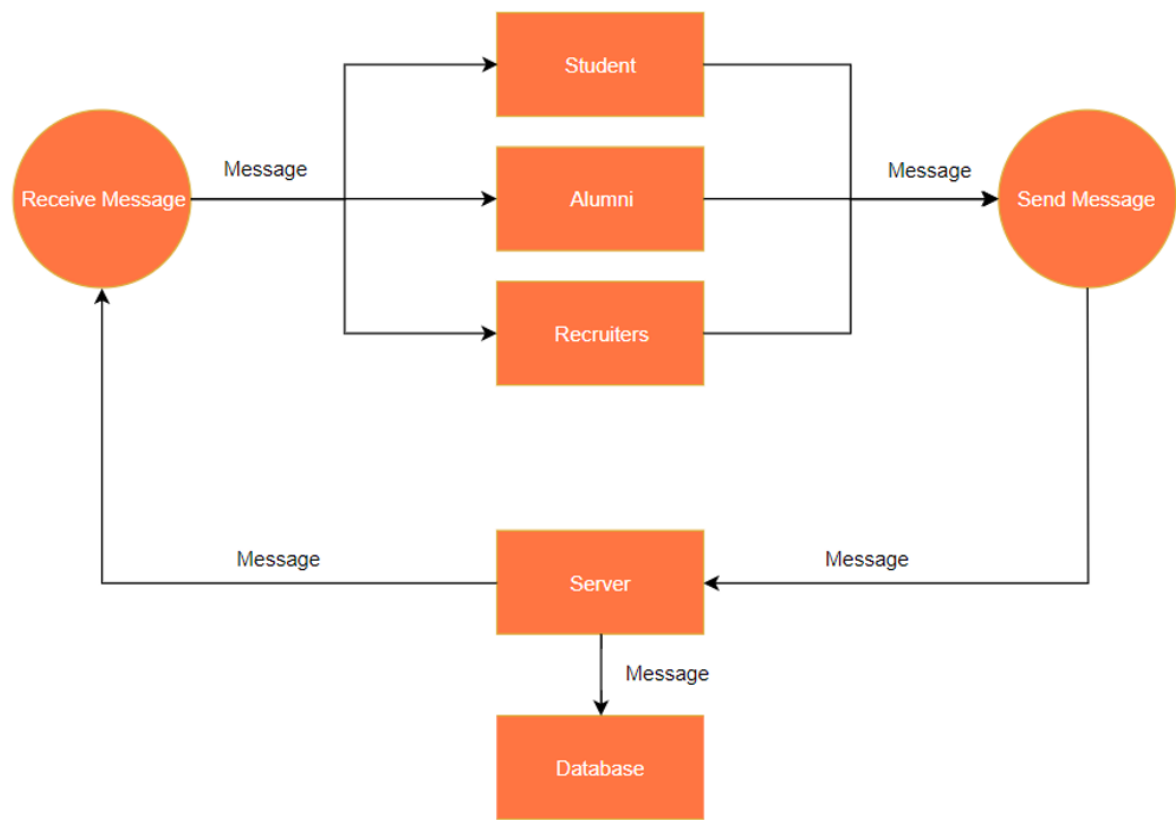 Student
Message
Message
Receive Message
Alumni
Send Message
Recruiters
Message
Message
Server
Message
Database